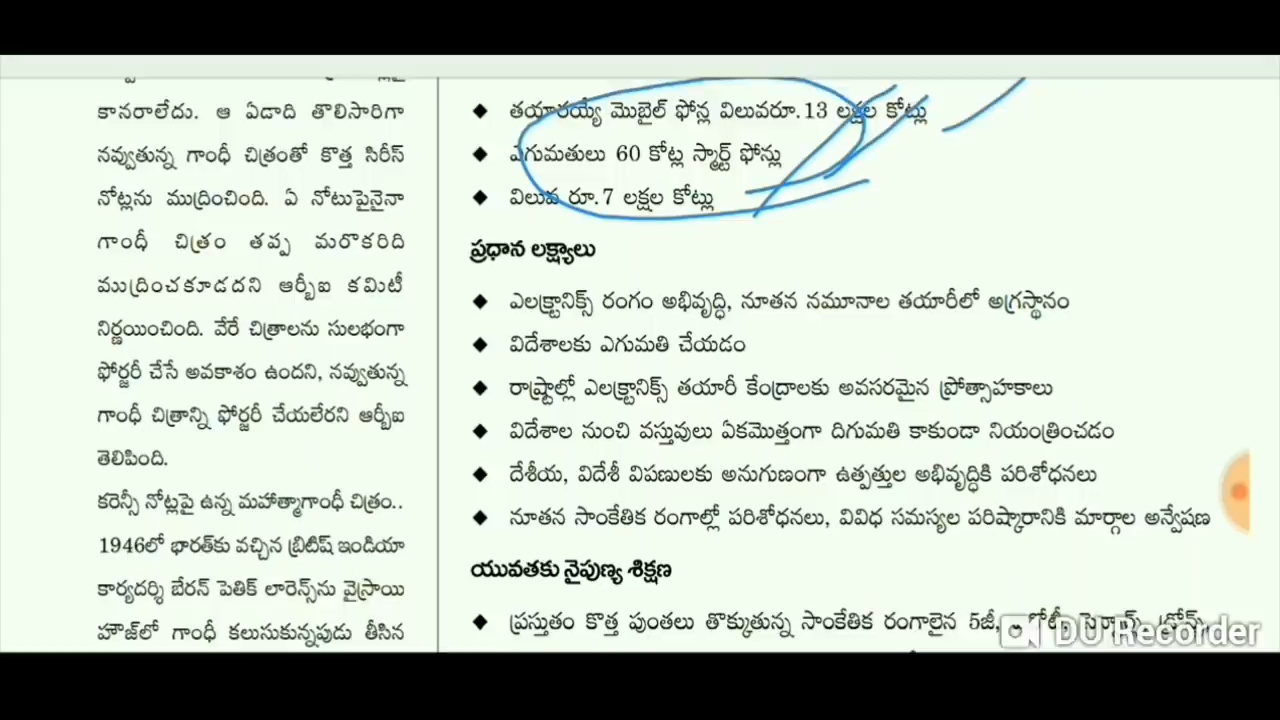 కానరాలేదు. ఆ ఏడాది తొలిసారిగా
నవ్వుతున్న గాంధీ చిత్రంతో కొత్త సిరీస్
నోట్లను ముద్రించింది. ఏ నోటుపైనైనా
గాంధీ చిత్రం తప్ప మరొకరిది
ముద్రించకూడదని ఆర్బీఐ కమిటీ
నిర్ణయించింది. వేరే చిత్రాలను సులభంగా
ఫోర్జరీ చేసే అవకాశం ఉందని, నవ్వుతున్న
గాంధీ చిత్రాన్ని ఫోర్జరీ చేయలేరని ఆర్బీఐ
తెలిపింది.
కరెన్సీ నోట్లపై ఉన్న మహాత్మాగాంధీ చిత్రం..
1946లో భారత్‌కు వచ్చిన బ్రిటిష్ ఇండియా
కార్యదర్శి బేరన్ పెతిక్ లారెన్స్‌ను వైస్రాయి
హౌజ్‌లో గాంధీ కలుసుకున్నపుడు తీసిన
◆ తయారయ్యే మొబైల్ ఫోన్ల విలువరూ.13 లక్షల కోట్లు
◆ ఎగుమతులు 60 కోట్ల స్మార్ట్ ఫోన్లు
◆ విలువ రూ.7 లక్షల కోట్లు
ప్రధాన లక్ష్యాలు
◆ ఎలక్ట్రానిక్స్ రంగం అభివృద్ధి, నూతన నమూనాల తయారీలో అగ్రస్థానం
◆ విదేశాలకు ఎగుమతి చేయడం
◆ రాష్ట్రాల్లో ఎలక్ట్రానిక్స్ తయారీ కేంద్రాలకు అవసరమైన ప్రోత్సాహకాలు
◆ విదేశాల నుంచి వస్తువులు ఏకమొత్తంగా దిగుమతి కాకుండా నియంత్రించడం
◆ దేశీయ, విదేశీ విపణులకు అనుగుణంగా ఉత్పత్తుల అభివృద్ధికి పరిశోధనలు
◆ నూతన సాంకేతిక రంగాల్లో పరిశోధనలు, వివిధ సమస్యల పరిష్కారానికి మార్గాల అన్వేషణ
యువతకు నైపుణ్య శిక్షణ
◆ ప్రస్తుతం కొత్త పుంతలు తొక్కుతున్న సాంకేతిక రంగాలైన 5జీ,
DU Recorder